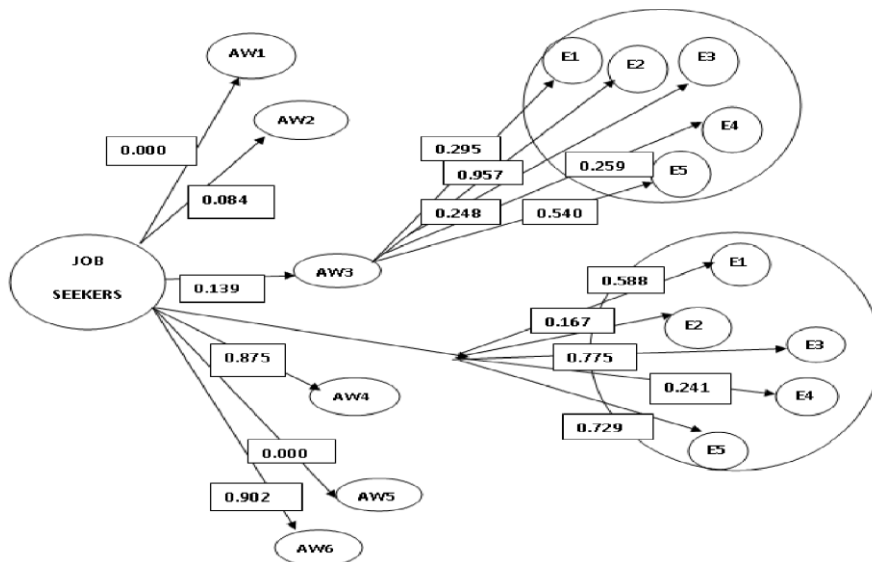 AW1
E1
E2
E3
AW2
E4
0.000
0.295
0.957
0.259
E5
0.084
0.248
0.540
JOB
SEEKERS
AW3
0.139
E1
0.588
0.167
E2
E3
0.875
0.775
0.241
E4
AW4
0.729
E5
0.000
0.902
AW5
AW6